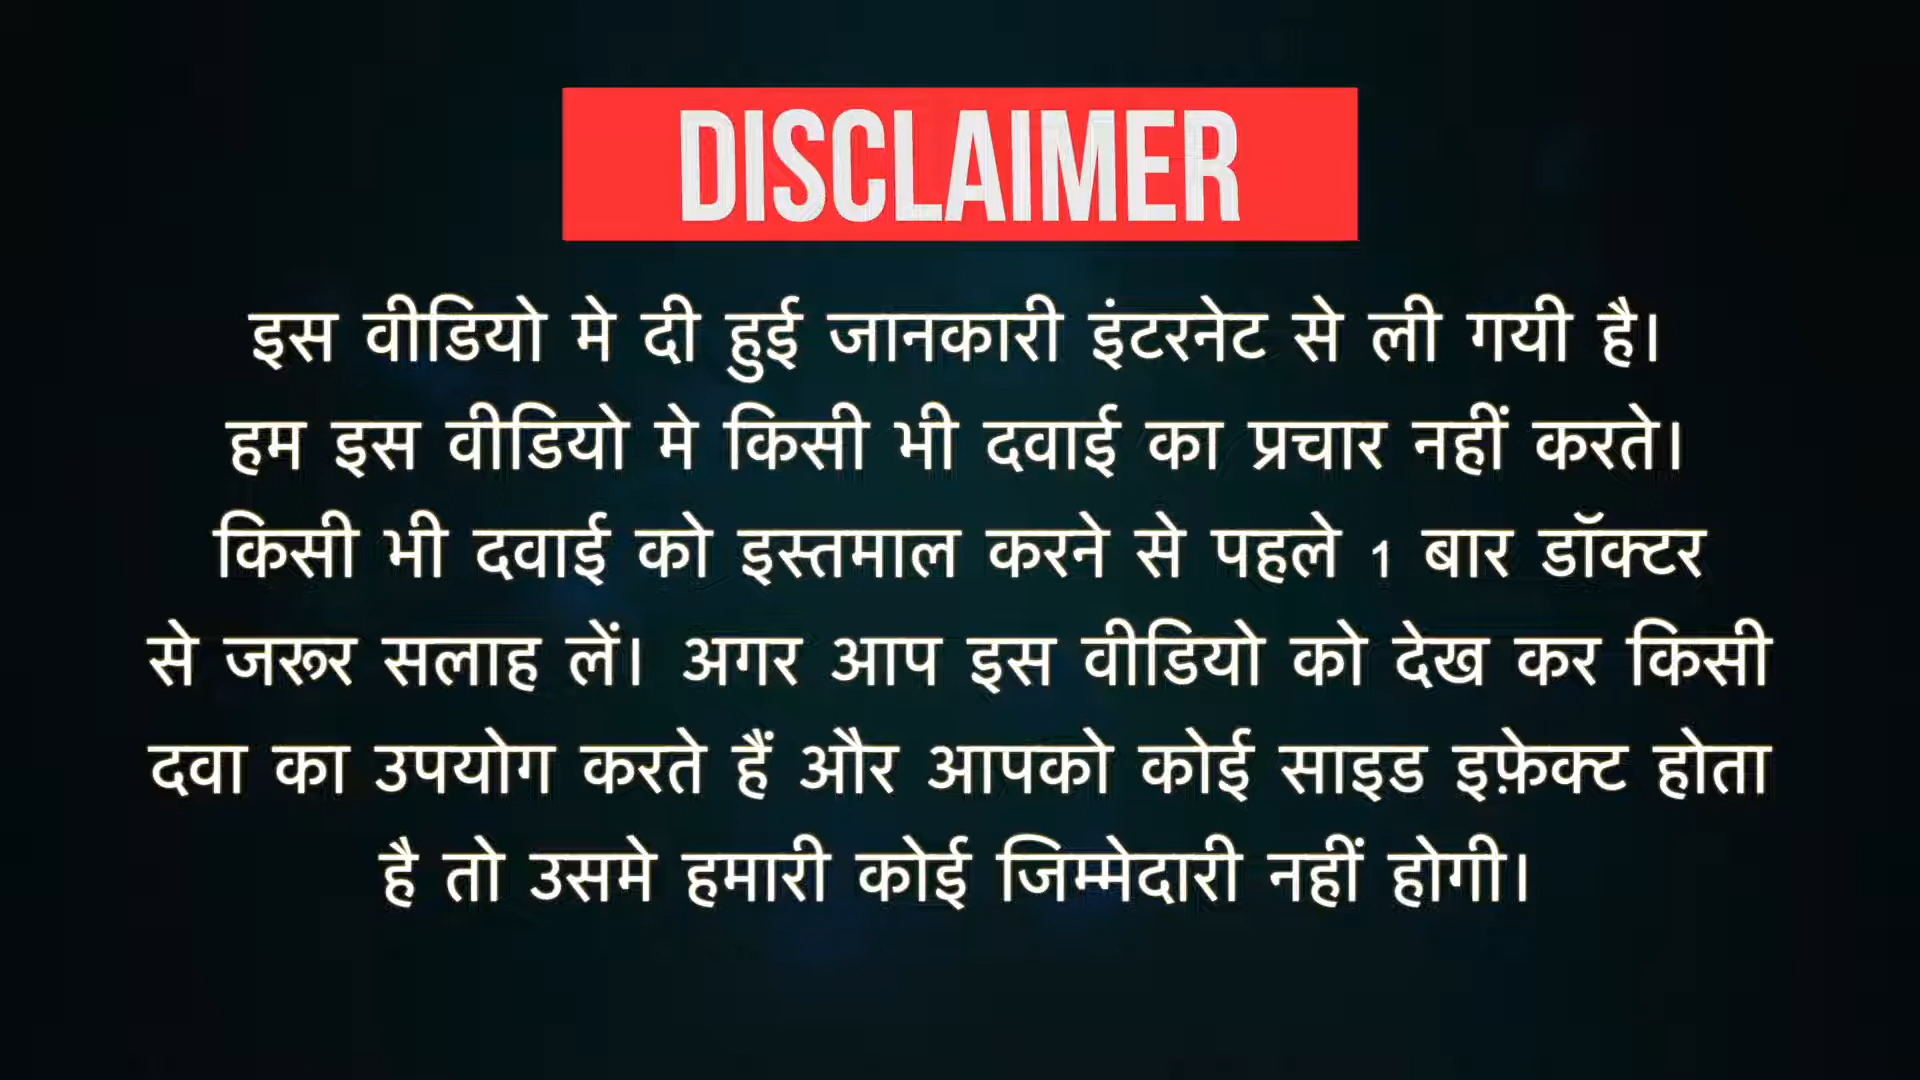 DISCLAIMER
इस वीडियो मे दी हुई जानकारी इंटरनेट से ली गयी है।
हम इस वीडियो मे किसी भी दवाई का प्रचार नहीं करते।
किसी भी दवाई को इस्तमाल करने से पहले 1 बार डॉक्टर
से जरूर सलाह लें। अगर आप इस वीडियो को देख कर किसी
दवा का उपयोग करते हैं और आपको कोई साइड इफ़ेक्ट होता
है तो उसमे हमारी कोई जिम्मेदारी नहीं होगी।